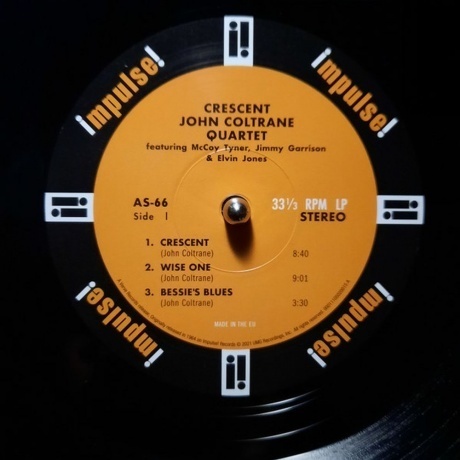 impulse!
impulse!
CRESCENT
JOHN COLTRANE
QUARTET
featuring McCoy Tyner, Jimmy Garrison
& Elvin Jones
AS-66
Side 1
33⅓ RPM LP
STEREO
1. CRESCENT
(John Coltrane)
8:40
2. WISE ONE
(John Coltrane)
9:01
3. BESSIE'S BLUES
(John Coltrane)
3:30
MADE IN THE EU
impulse!
impulse!